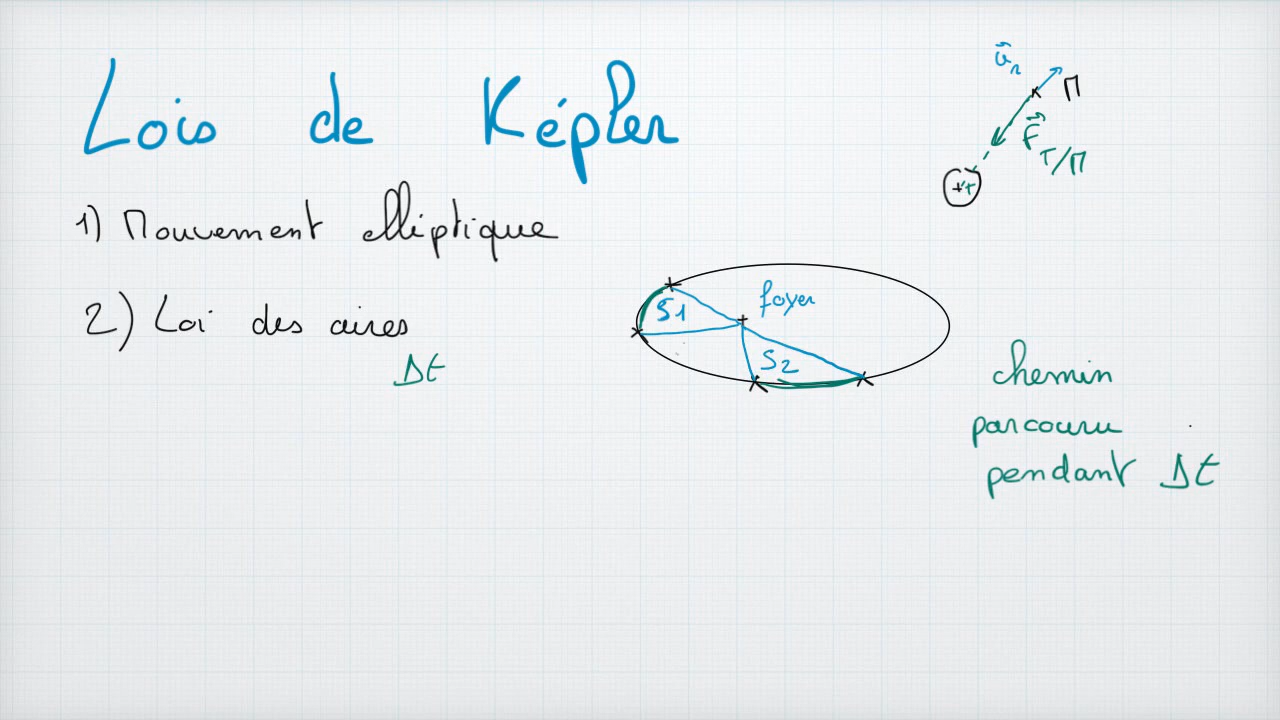 Lois de Képler
1) Mouvement elliptique
2) Loi des aires
Δt
u⃗r
M
F⃗T/M
T
S1
foyer
S2
chemin
parcouru
pendant Δt